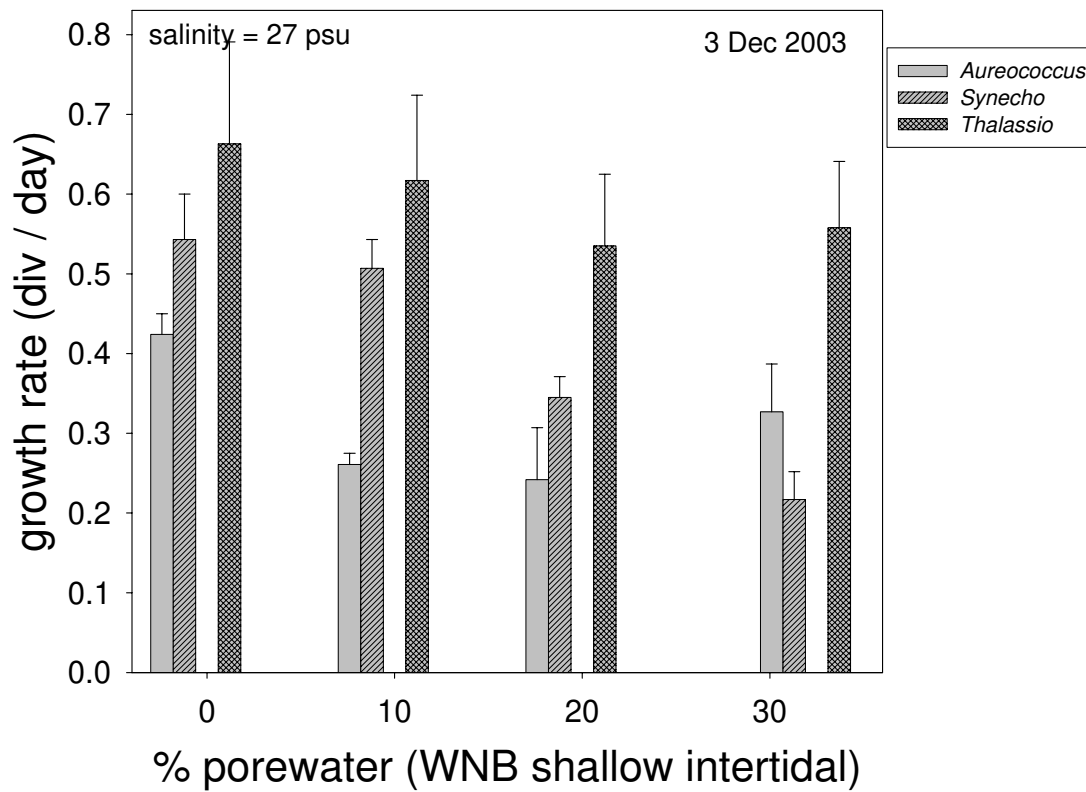 salinity = 27 psu
3 Dec 2003
Aureococcus
Synecho
Thalassio
growth rate (div / day)
0.8
0.7
0.6
0.5
0.4
0.3
0.2
0.1
0.0
0 10 20 30
% porewater (WNB shallow intertidal)